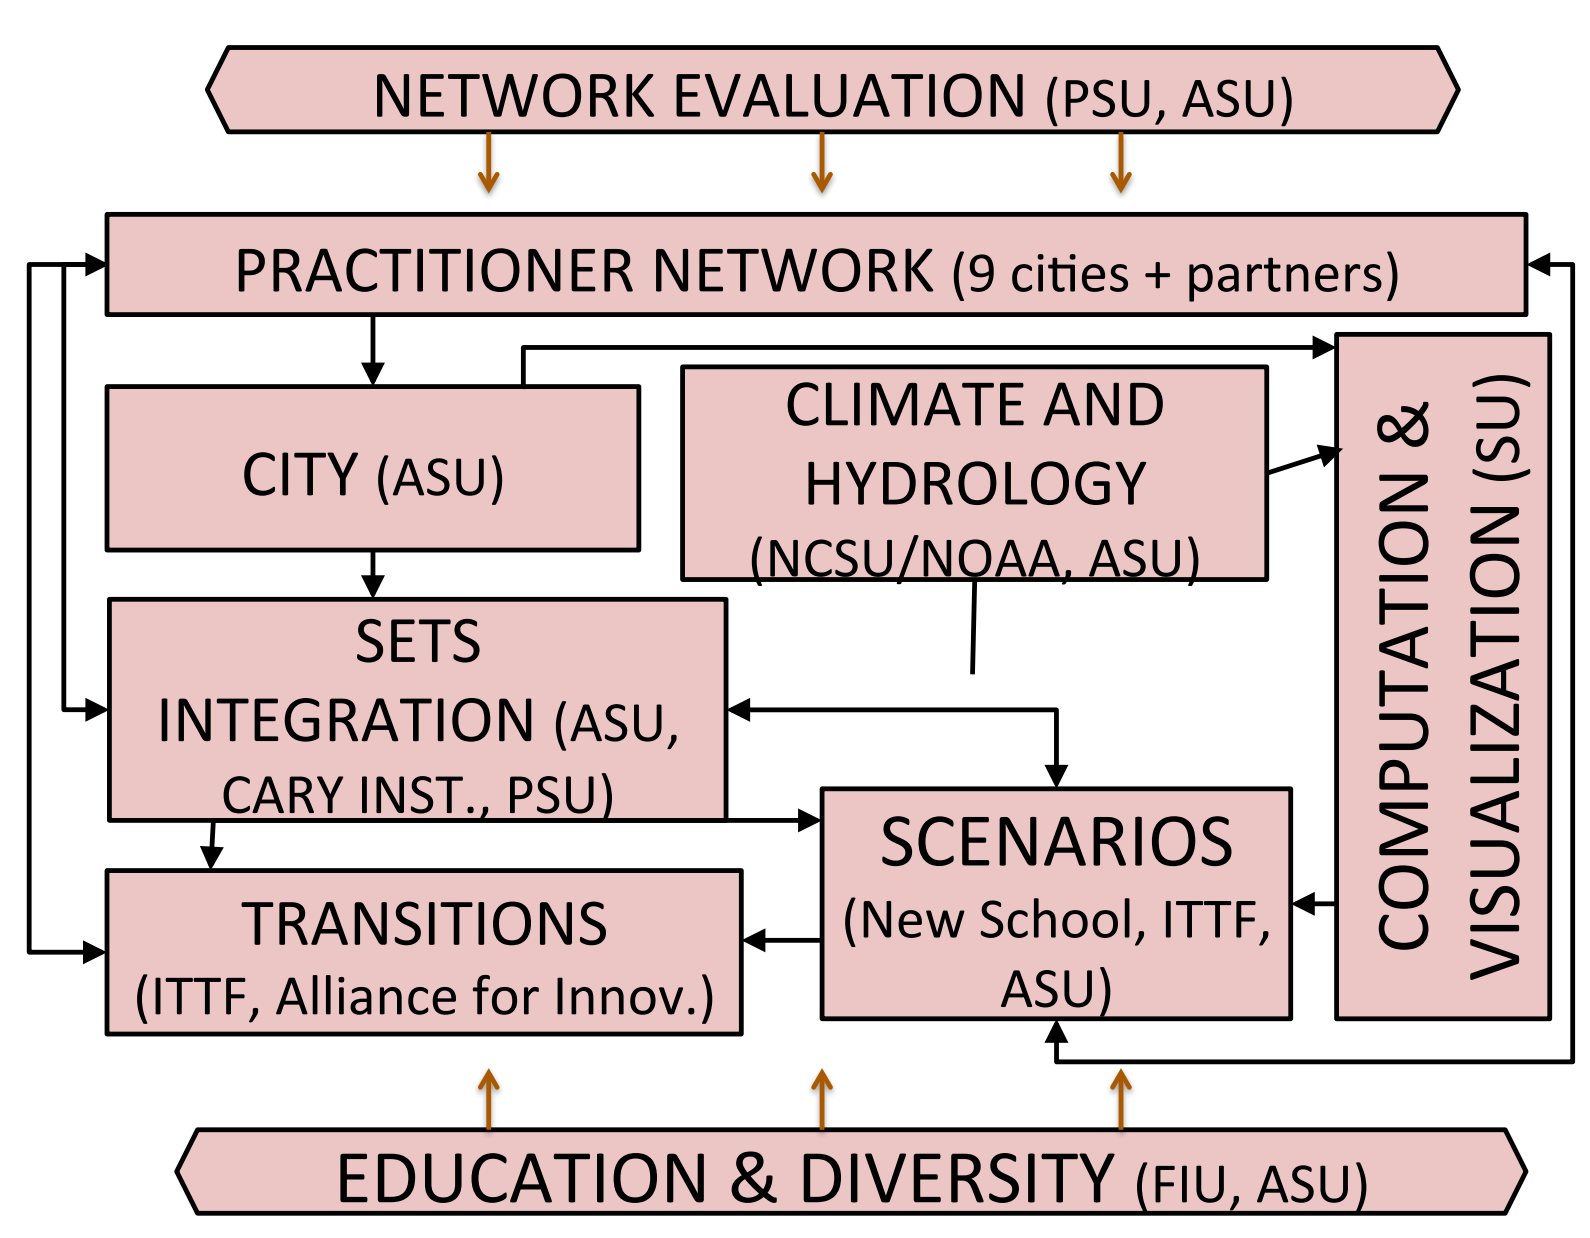 NETWORK EVALUATION (PSU, ASU)
PRACTITIONER NETWORK (9 cities + partners)
CITY (ASU)
CLIMATE AND
HYDROLOGY
(NCSU/NOAA, ASU)
COMPUTATION &
VISUALIZATION (SU)
SETS
INTEGRATION (ASU,
CARY INST., PSU)
SCENARIOS
(New School, ITTF,
ASU)
TRANSITIONS
(ITTF, Alliance for Innov.)
EDUCATION & DIVERSITY (FIU, ASU)